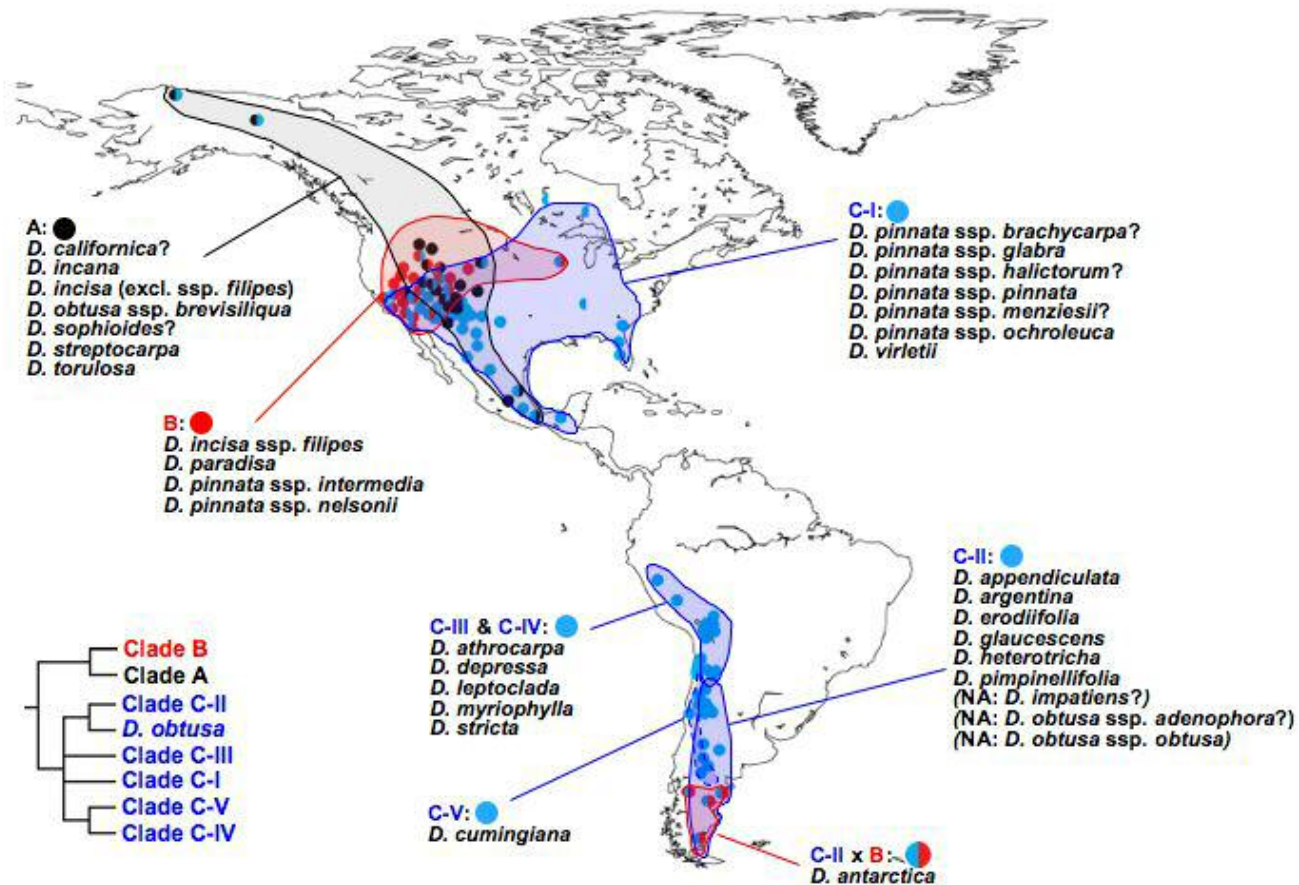 A:
D. californica?
D. incana
D. incisa (excl. ssp. filipes)
D. obtusa ssp. brevisiliqua
D. sophioides?
D. streptocarpa
D. torulosa
B:
D. incisa ssp. filipes
D. paradisa
D. pinnata ssp. intermedia
D. pinnata ssp. nelsonii
C-I:
D. pinnata ssp. brachycarpa?
D. pinnata ssp. glabra
D. pinnata ssp. halictorum?
D. pinnata ssp. pinnata
D. pinnata ssp. menziesii?
D. pinnata ssp. ochroleuca
D. virletii
C-II:
D. appendiculata
D. argentina
D. erodiifolia
D. glaucescens
D. heterotricha
D. pimpinellifolia
(NA: D. impatiens?)
(NA: D. obtusa ssp. adenophora?)
(NA: D. obtusa ssp. obtusa)
C-III & C-IV:
D. athrocarpa
D. depressa
D. leptoclada
D. myriophylla
D. stricta
C-V:
D. cumingiana
C-II x B:
D. antarctica
Clade B
Clade A
Clade C-II
D. obtusa
Clade C-III
Clade C-I
Clade C-V
Clade C-IV